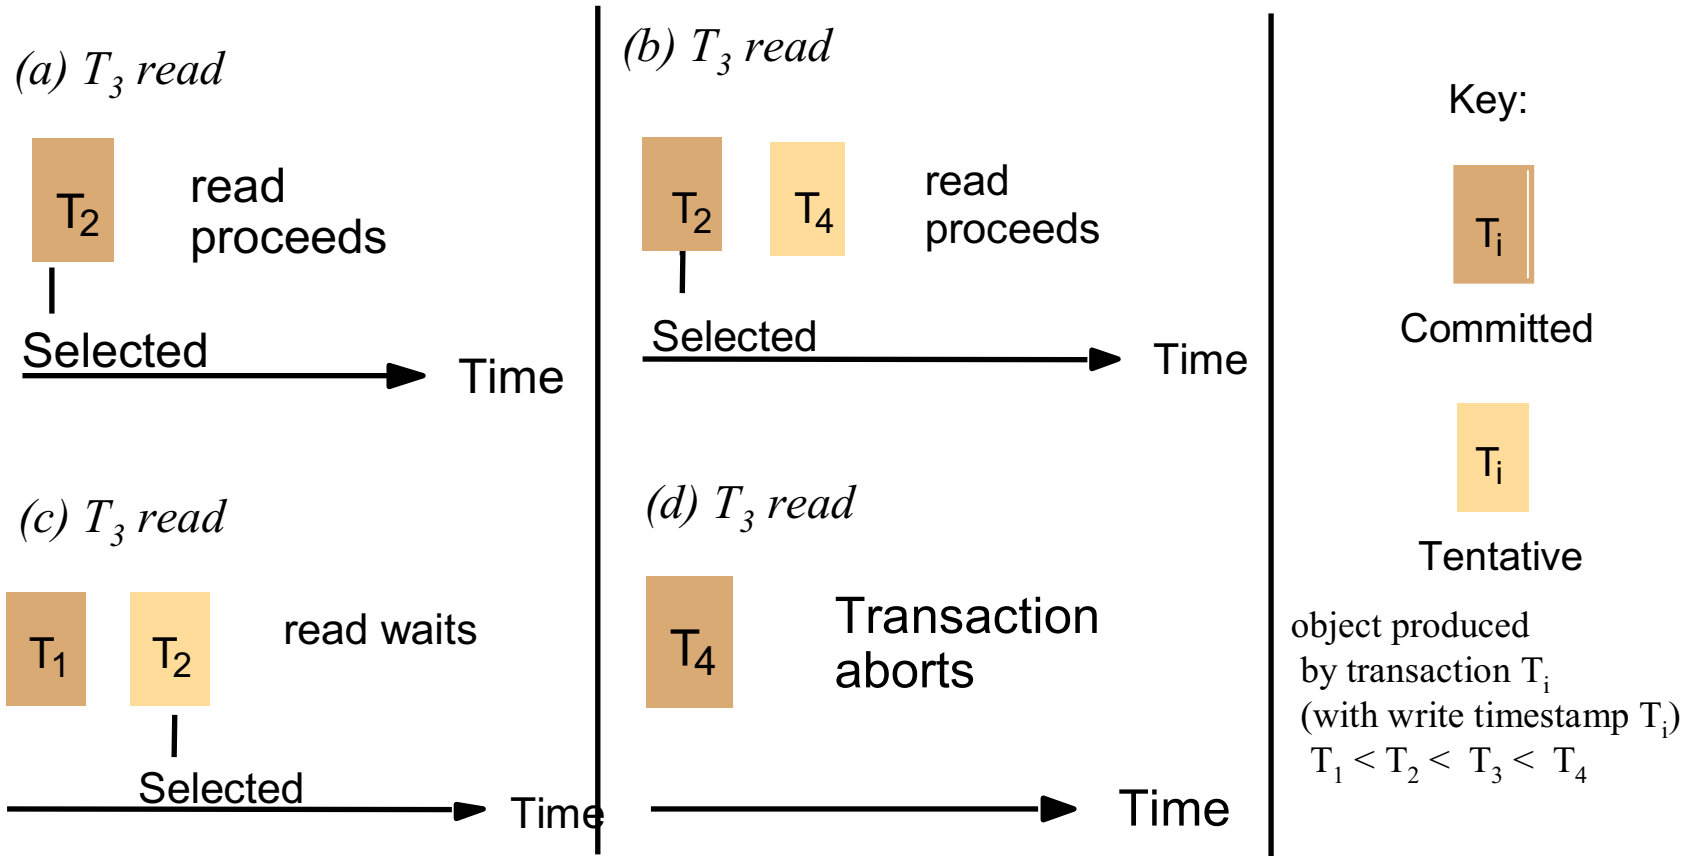 (a) T3 read
T2
read
proceeds
Selected
Time
(b) T3 read
T2
T4
read
proceeds
Selected
Time
(c) T3 read
T1
T2
read waits
Selected
Time
(d) T3 read
T4
Transaction
aborts
Time
Key:
Ti
Committed
Ti
Tentative
object produced
by transaction Ti
(with write timestamp Ti)
T1 < T2 < T3 < T4